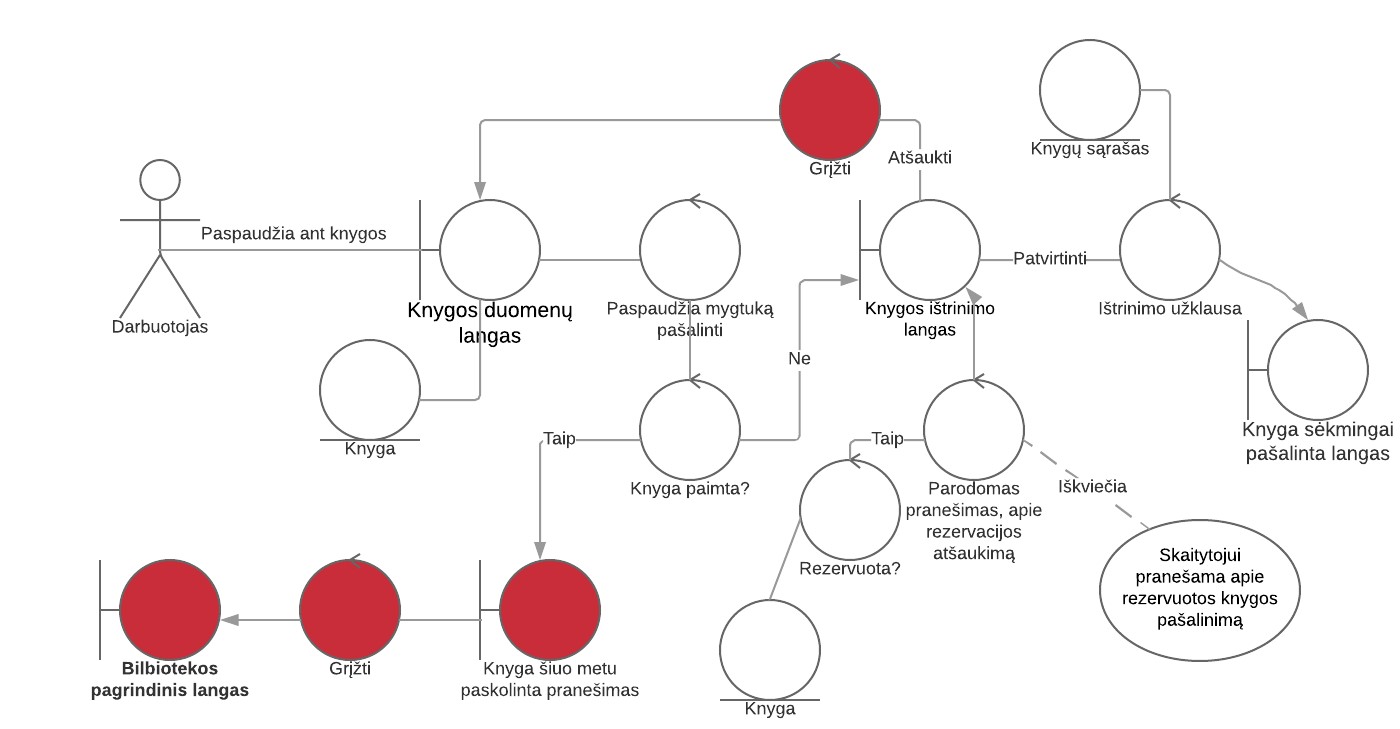 Grįžti
Atšaukti
Knygų sąrašas
Paspaudžia ant knygos
Darbuotojas
Knygos duomenų
langas
Paspaudžia mygtuką
pašalinti
Knygos ištrinimo
langas
Patvirtinti
Ištrinimo užklausa
Ne
Knyga
Taip
Knyga paimta?
Taip
Parodomas
pranešimas, apie
rezervacijos
atšaukimą
Iškviečia
Knyga sėkmingai
pašalinta langas
Rezervuota?
Skaitytojui
pranešama apie
rezervuotos knygos
pašalinimą
Bilbiotekos
pagrindinis langas
Grįžti
Knyga šiuo metu
paskolinta pranešimas
Knyga